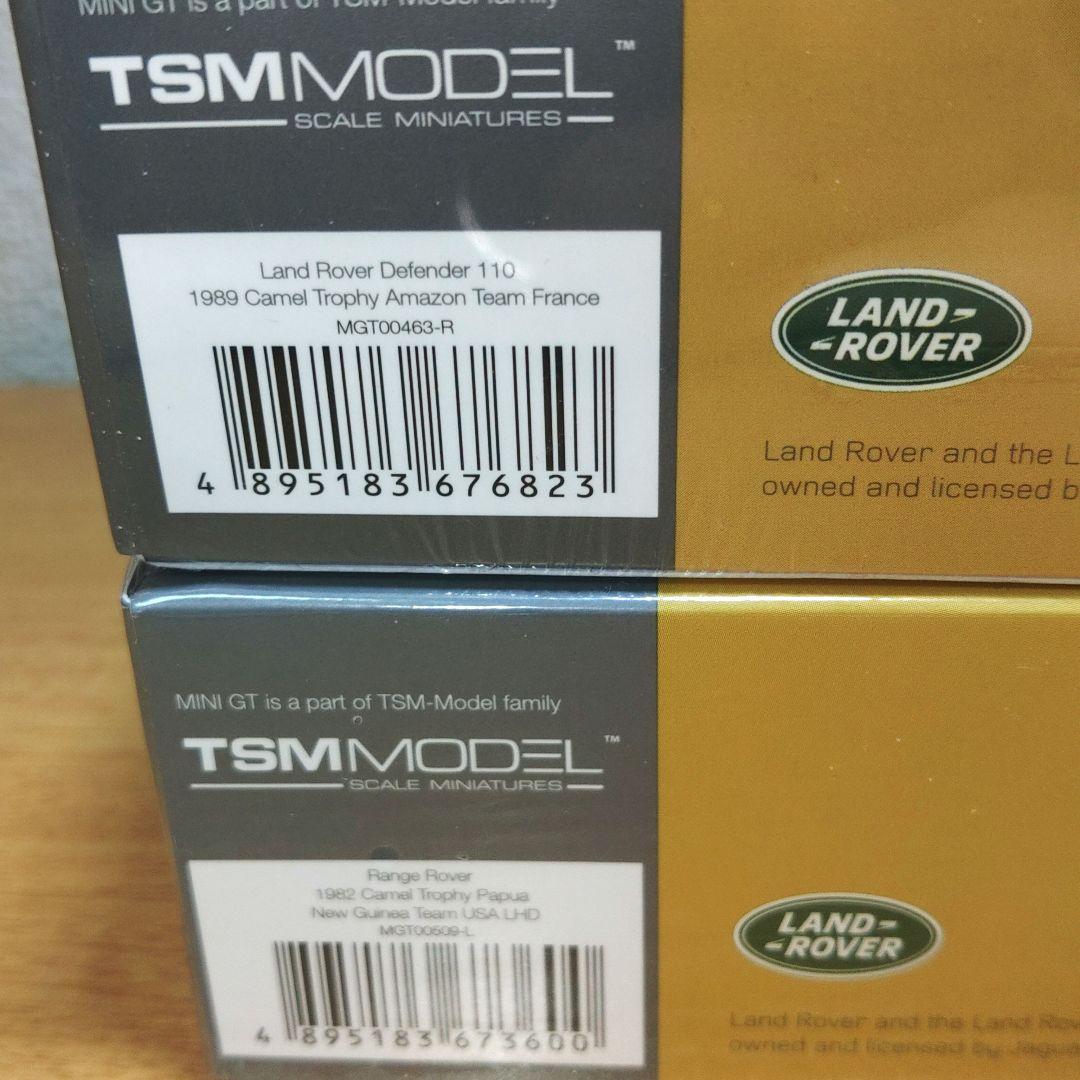 MINI GT is a part of TSM-Model family
TSMMODEL™
SCALE MINIATURES
Land Rover Defender 110
1989 Camel Trophy Amazon Team France
MGT00463-R
4 895183 676823
LAND-
-ROVER
Land Rover and the L
owned and licensed b
MINI GT is a part of TSM-Model family
TSMMODEL™
SCALE MINIATURES
Range Rover
1982 Camel Trophy Papua
New Guinea Team USA LHD
MGT00509-L
4 895183 673600
LAND-
-ROVER
Land Rover and the Land Rov
owned and licensed by Jagua